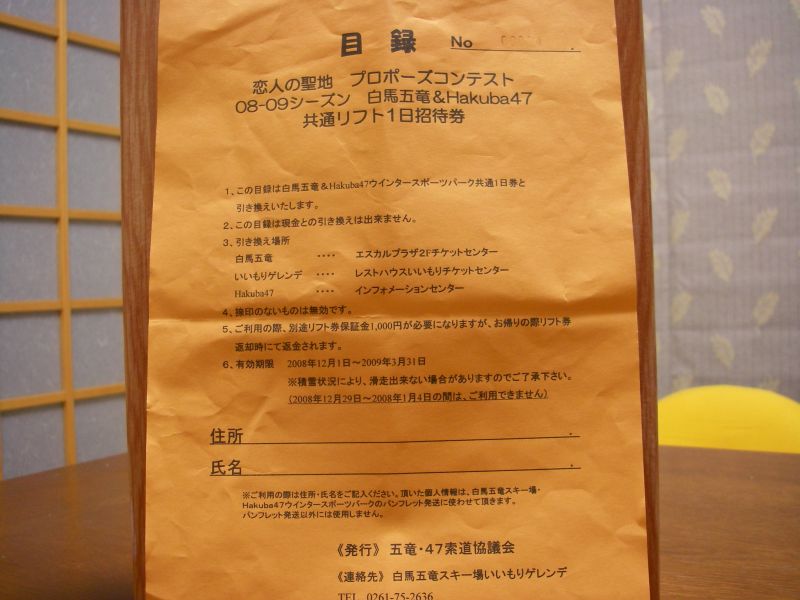 目 録 No
恋人の聖地 プロポーズコンテスト
08-09シーズン 白馬五竜＆Hakuba47
共通リフト1日招待券
1、この目録は白馬五竜＆Hakuba47ウインタースポーツパーク共通1日券と
引き換えいたします。
2、この目録は現金との引き換えは出来ません。
3、引き換え場所
白馬五竜 ････ エスカルプラザ2Fチケットセンター
いいもりゲレンデ ････ レストハウスいいもりチケットセンター
Hakuba47 ････ インフォメーションセンター
4、捺印のないものは無効です。
5、ご利用の際、別途リフト券保証金1,000円が必要になりますが、お帰りの際リフト券
返却時にて返金されます。
6、有効期限 2008年12月1日～2009年3月31日
※積雪状況により、滑走出来ない場合がありますのでご了承下さい。
（2008年12月29日～2008年1月4日の間は、ご利用できません）
住所
氏名
※ご利用の際は住所・氏名をご記入ください。頂いた個人情報は、白馬五竜スキー場・
Hakuba47ウインタースポーツパークのパンフレット発送に使わせて頂きます。
パンフレット発送以外には使用しません。
《発行》 五竜・47索道協議会
《連絡先》 白馬五竜スキー場いいもりゲレンデ
TEL 0261-75-2636